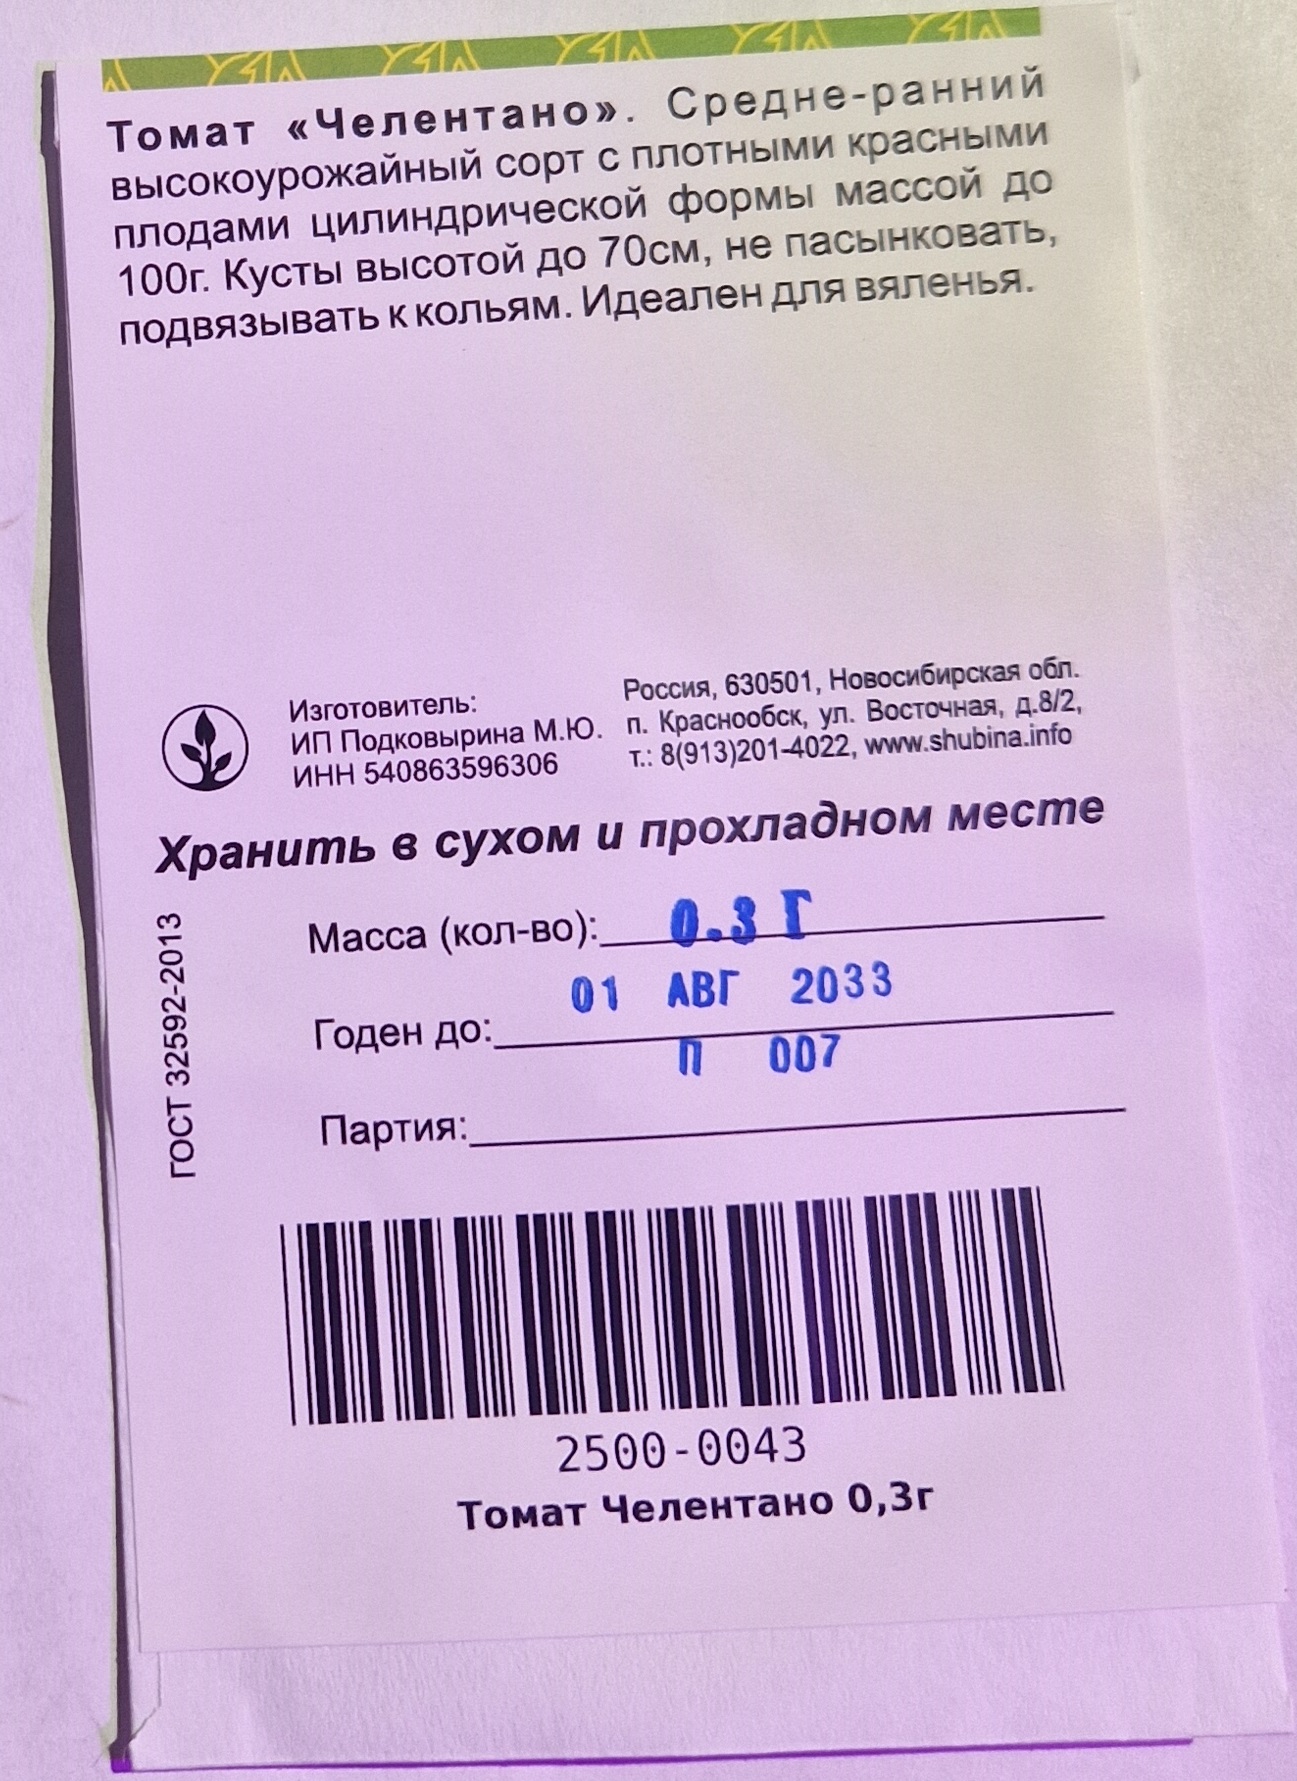 Томат «Челентано». Средне-ранний
высокоурожайный сорт с плотными красными
плодами цилиндрической формы массой до
100г. Кусты высотой до 70см, не пасынковать,
подвязывать к кольям. Идеален для вяленья.
Изготовитель:
ИП Подковырина М.Ю.
ИНН 540863596306
Россия, 630501, Новосибирская обл.
п. Краснообск, ул. Восточная, д.8/2,
т.: 8(913)201-4022, www.shubina.info
Хранить в сухом и прохладном месте
ГОСТ 32592-2013
Масса (кол-во): 0.3 Г
Годен до: 01 АВГ 2033
Партия: П 007
2500-0043
Томат Челентано 0,3г